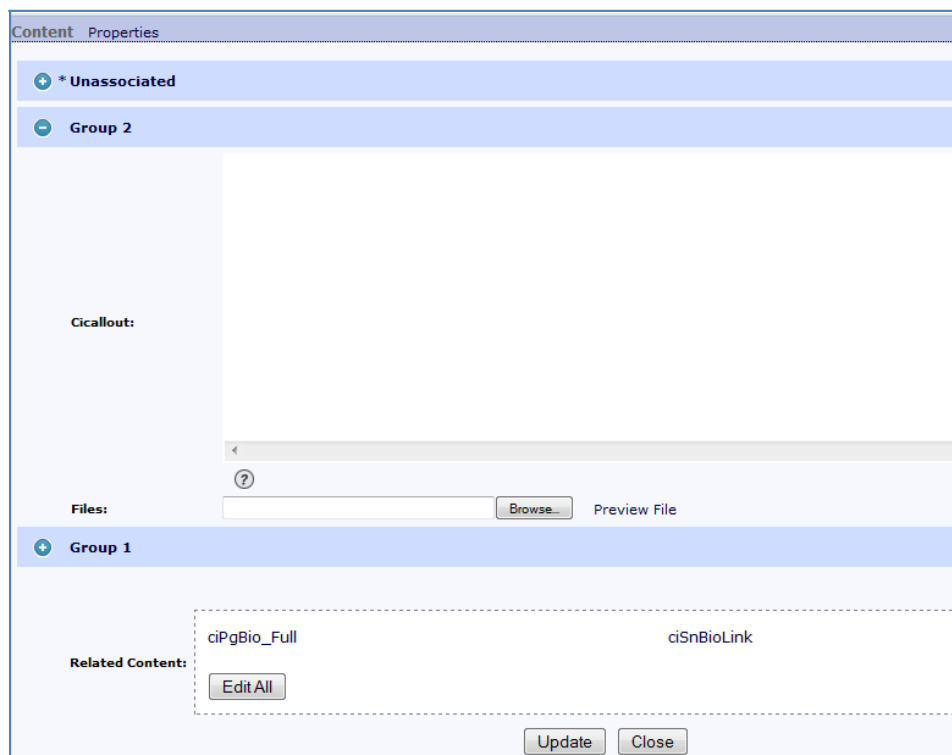 Content Properties
* Unassociated
Group 2
Cicallout:
?
Files: Browse... Preview File
Group 1
ciPgBio_Full ciSnBioLink
Related Content:
Edit All
Update Close